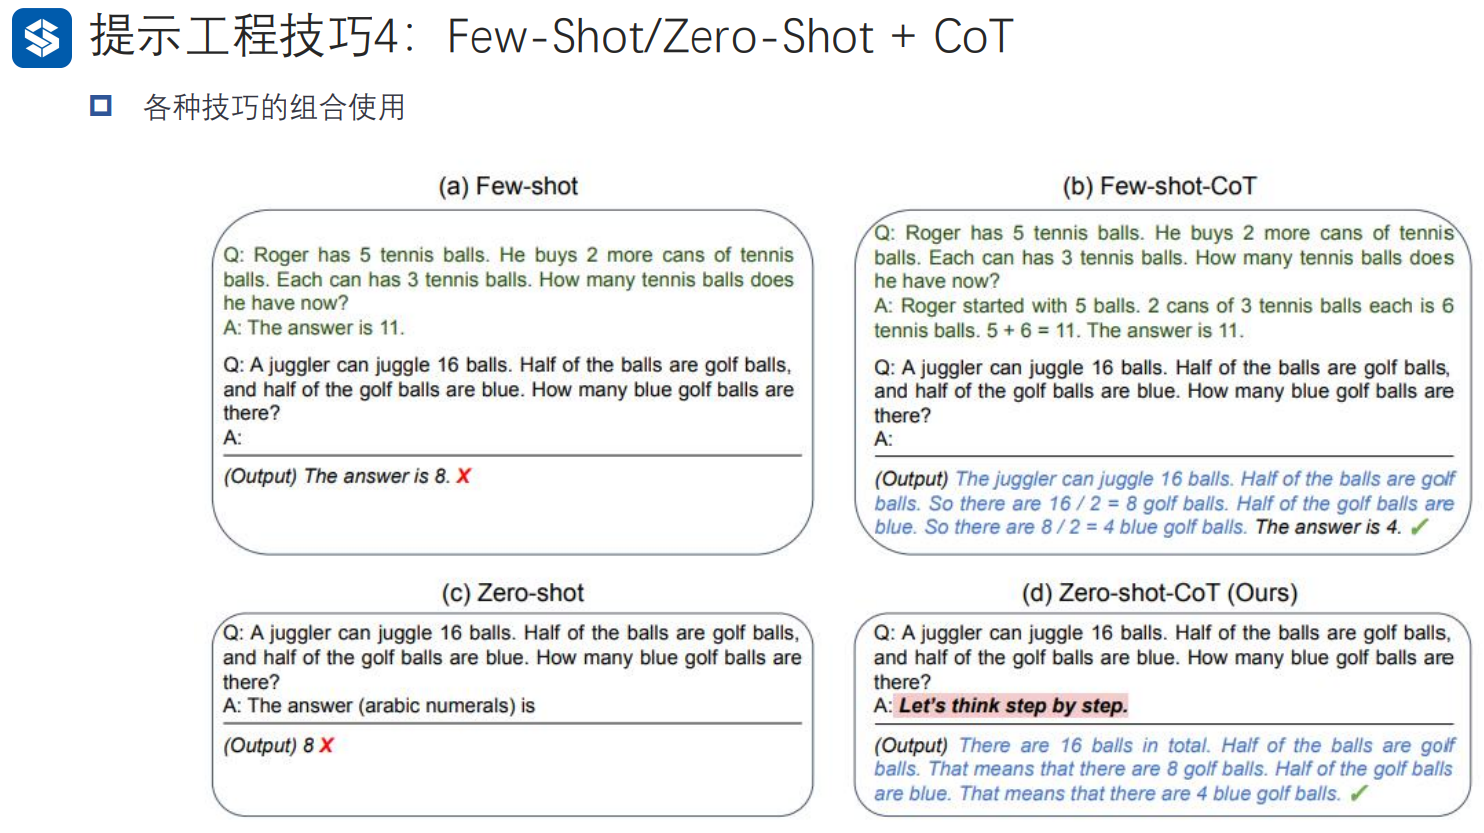 提示工程技巧4：Few-Shot/Zero-Shot + CoT
各种技巧的组合使用
(a) Few-shot
Q: Roger has 5 tennis balls. He buys 2 more cans of tennis
balls. Each can has 3 tennis balls. How many tennis balls does
he have now?
A: The answer is 11.
Q: A juggler can juggle 16 balls. Half of the balls are golf balls,
and half of the golf balls are blue. How many blue golf balls are
there?
A:
(Output) The answer is 8. X
(b) Few-shot-CoT
Q: Roger has 5 tennis balls. He buys 2 more cans of tennis
balls. Each can has 3 tennis balls. How many tennis balls does
he have now?
A: Roger started with 5 balls. 2 cans of 3 tennis balls each is 6
tennis balls. 5 + 6 = 11. The answer is 11.
Q: A juggler can juggle 16 balls. Half of the balls are golf balls,
and half of the golf balls are blue. How many blue golf balls are
there?
A:
(Output) The juggler can juggle 16 balls. Half of the balls are golf
balls. So there are 16 / 2 = 8 golf balls. Half of the golf balls are
blue. So there are 8 / 2 = 4 blue golf balls. The answer is 4. ✓
(c) Zero-shot
Q: A juggler can juggle 16 balls. Half of the balls are golf balls,
and half of the golf balls are blue. How many blue golf balls are
there?
A: The answer (arabic numerals) is
(Output) 8 X
(d) Zero-shot-CoT (Ours)
Q: A juggler can juggle 16 balls. Half of the balls are golf balls,
and half of the golf balls are blue. How many blue golf balls are
there?
A: Let's think step by step.
(Output) There are 16 balls in total. Half of the balls are golf
balls. That means that there are 8 golf balls. Half of the golf balls
are blue. That means that there are 4 blue golf balls. ✓